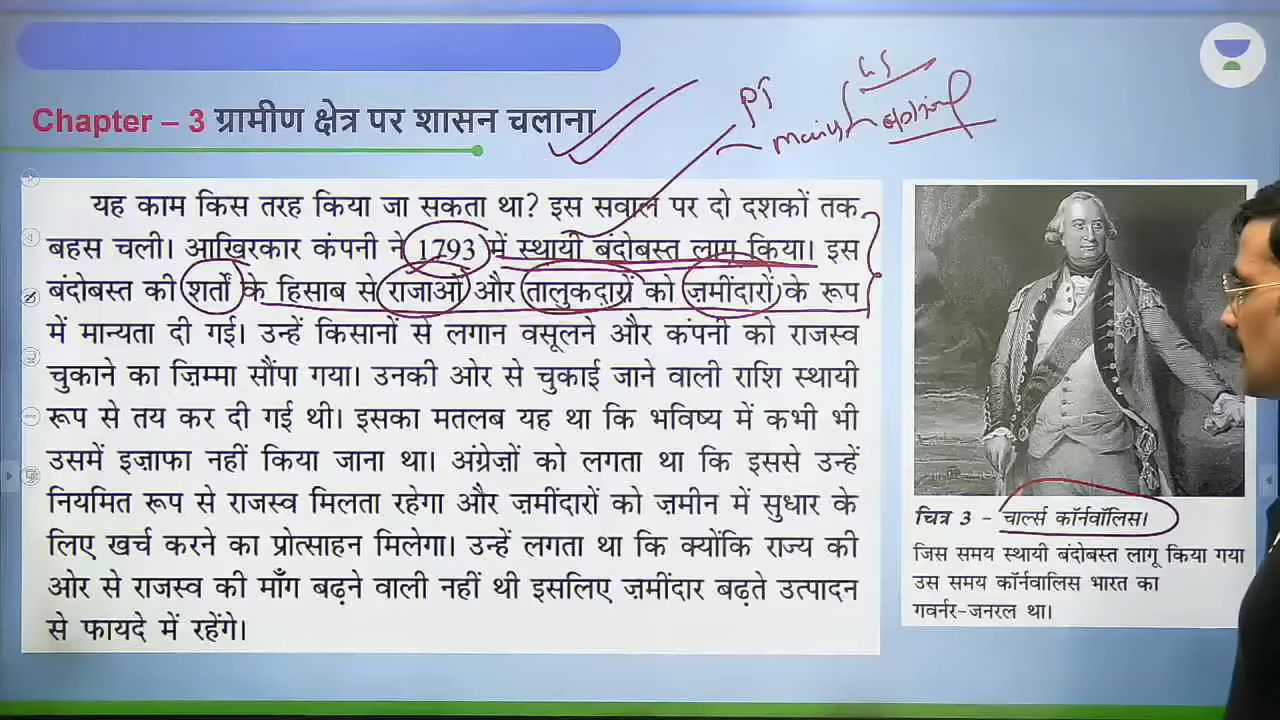 Chapter – 3 ग्रामीण क्षेत्र पर शासन चलाना
PT
mains
GS
यह काम किस तरह किया जा सकता था? इस सवाल पर दो दशकों तक
बहस चली। आखिरकार कंपनी ने 1793 में स्थायी बंदोबस्त लागू किया। इस
बंदोबस्त की शर्तों के हिसाब से राजाओं और तालुकदारों को ज़मींदारों के रूप
में मान्यता दी गई। उन्हें किसानों से लगान वसूलने और कंपनी को राजस्व
चुकाने का ज़िम्मा सौंपा गया। उनकी ओर से चुकाई जाने वाली राशि स्थायी
रूप से तय कर दी गई थी। इसका मतलब यह था कि भविष्य में कभी भी
उसमें इज़ाफा नहीं किया जाना था। अंग्रेज़ों को लगता था कि इससे उन्हें
नियमित रूप से राजस्व मिलता रहेगा और ज़मींदारों को ज़मीन में सुधार के
लिए खर्च करने का प्रोत्साहन मिलेगा। उन्हें लगता था कि क्योंकि राज्य की
ओर से राजस्व की माँग बढ़ने वाली नहीं थी इसलिए ज़मींदार बढ़ते उत्पादन
से फायदे में रहेंगे।
चित्र 3 - चार्ल्स कॉर्नवॉलिस।
जिस समय स्थायी बंदोबस्त लागू किया गया
उस समय कॉर्नवालिस भारत का
गवर्नर-जनरल था।